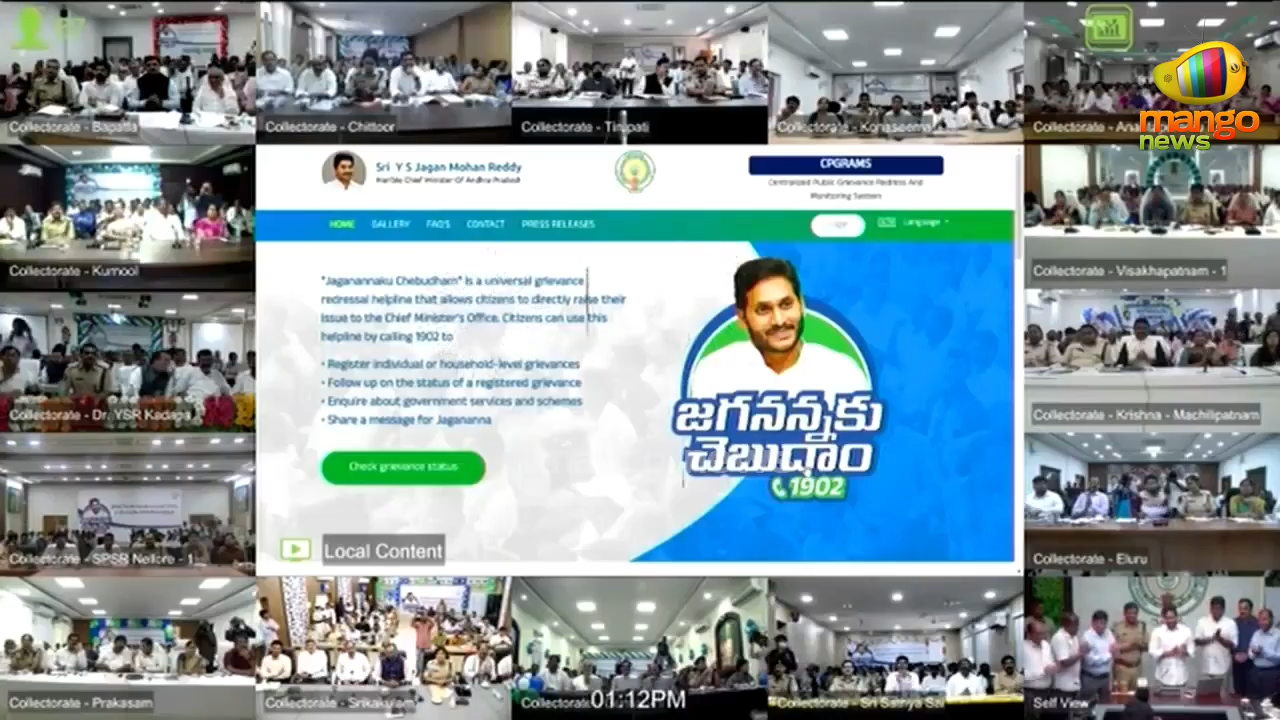 Collectorate - Bapatla
Collectorate - Chittoor
Collectorate - Tirupati
Collectorate - Konaseema
Collectorate -
mango
news
Collectorate - Kurnool
Sri Y S Jagan Mohan Reddy
Hon'ble Chief Minister Of Andhra Pradesh
CPGRAMS
Centralized Public Grievance Redress And
Monitoring System
HOME GALLERY FAQ'S CONTACT PRESS RELEASES
Language
Collectorate - Visakhapatnam - 1
"Jaganannaku Chebudham" is a universal grievance
redressal helpline that allows citizens to directly raise their
issue to the Chief Minister's Office. Citizens can use this
helpline by calling 1902 to
• Register individual or household-level grievances
• Follow up on the status of a registered grievance
• Enquire about government services and schemes
• Share a message for Jagananna
Check grievance status
జగనన్నకు
చెబుదాం
1902
Collectorate - Dr. YSR Kadapa
Collectorate - Krishna - Machilipatnam
Collectorate - SPSR Nellore - 1
Local Content
Collectorate - Eluru
Collectorate - Prakasam
Collectorate - Srikakulam
Collectorate
01:12PM
Collectorate - Sri Sathya Sai
Self View